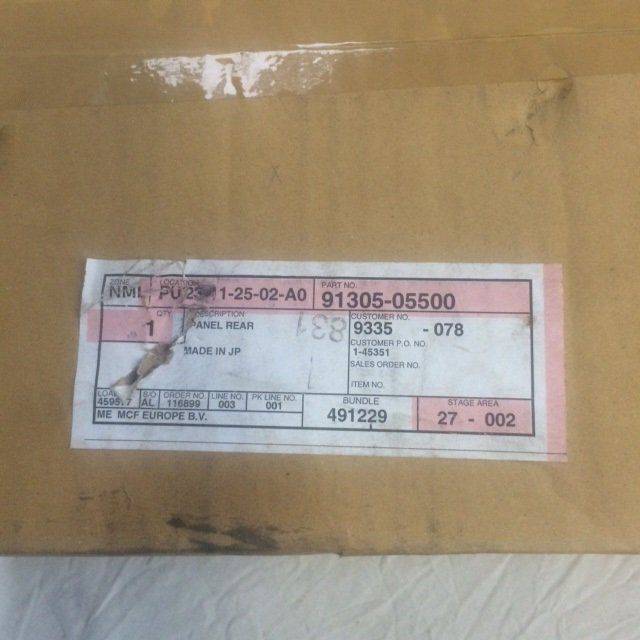 ZONE LOCATION PART NO.
NML 11-25-02-A0 91305-05500
QTY DESCRIPTION CUSTOMER NO.
1 PANEL REAR 831 9335 - 078
CUSTOMER P.O. NO.
MADE IN JP 1-45351
SALES ORDER NO.
ITEM NO.
S/O ORDER NO. LINE NO. PK LINE NO. BUNDLE STAGE AREA
AL 116899 003 001 491229 27 - 002
ME MCF EUROPE B.V.